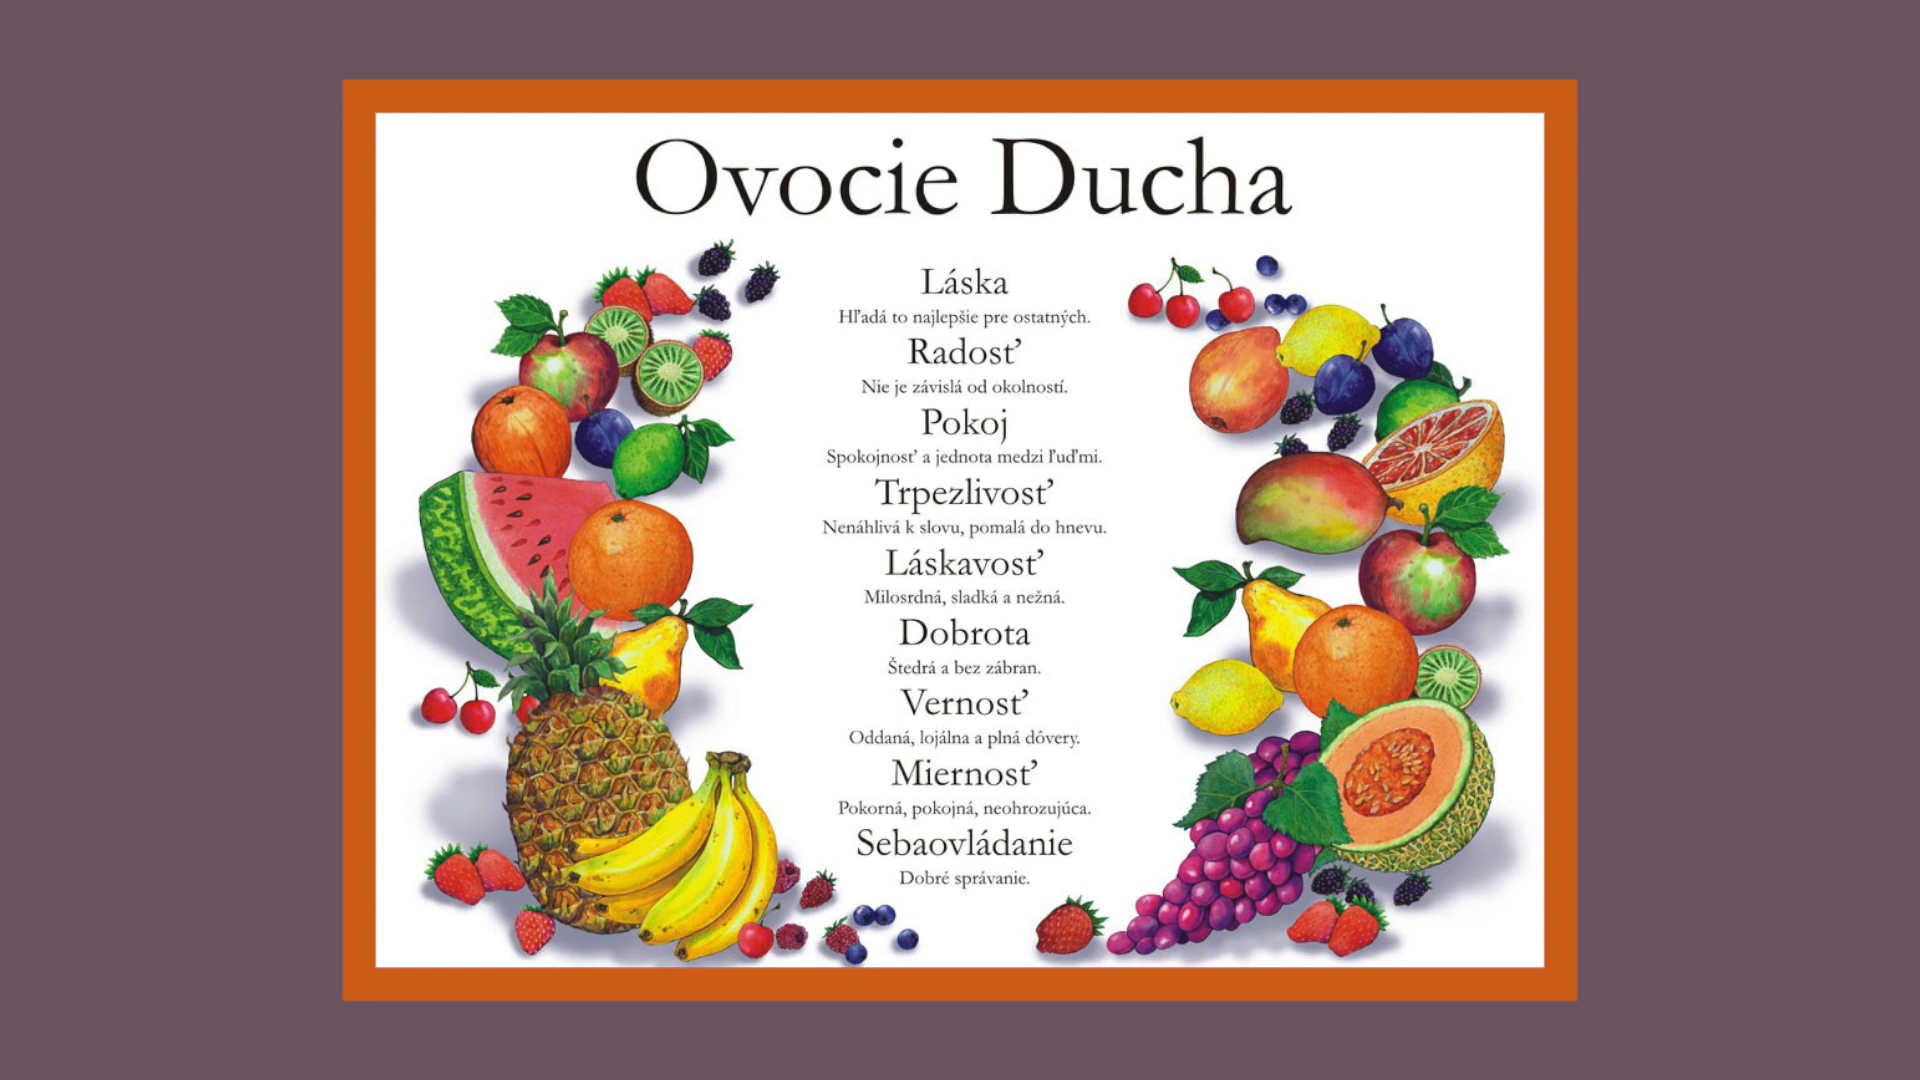 Ovocie Ducha
Láska
Hľadá to najlepšie pre ostatných.
Radosť
Nie je závislá od okolností.
Pokoj
Spokojnosť a jednota medzi ľuďmi.
Trpezlivosť
Nenáhlivá k slovu, pomalá do hnevu.
Láskavosť
Milosrdná, sladká a nežná.
Dobrota
Štedrá a bez zábran.
Vernosť
Oddaná, lojálna a plná dôvery.
Miernosť
Pokorná, pokojná, neohrozujúca.
Sebaovládanie
Dobré správanie.